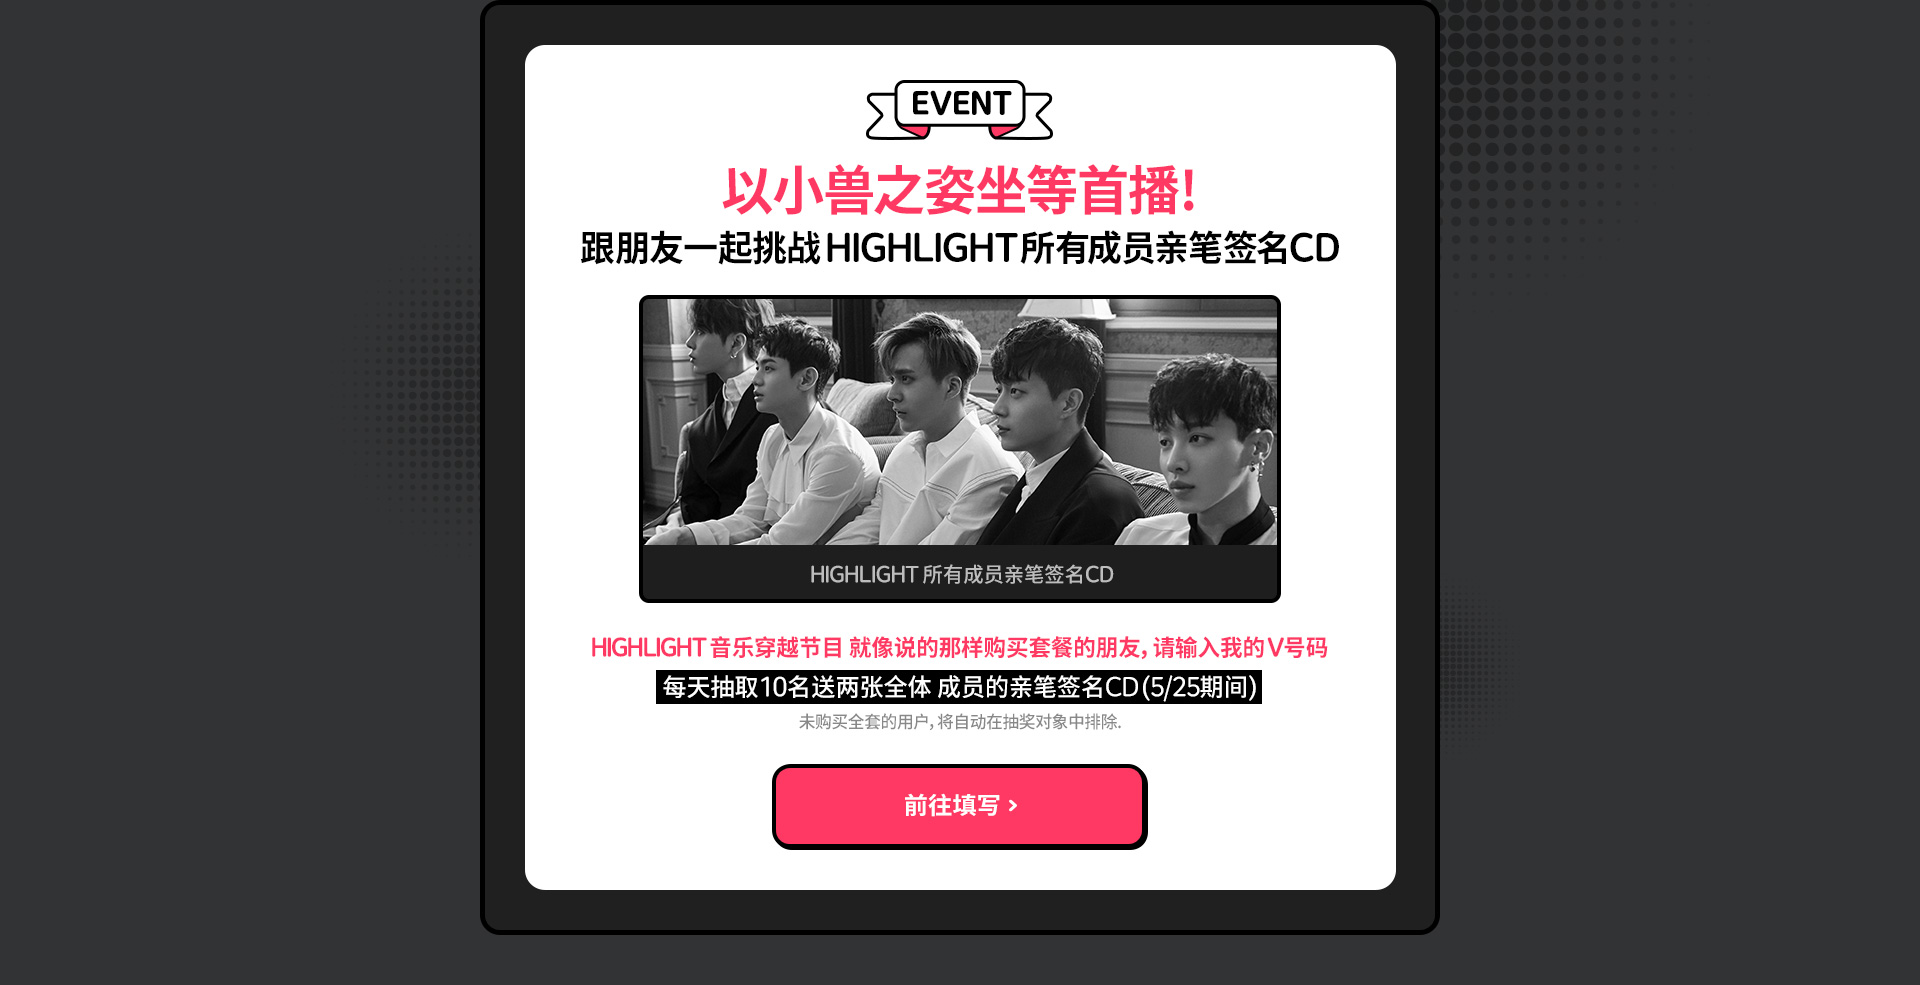 EVENT
以小兽之姿坐等首播!
跟朋友一起挑战 HIGHLIGHT 所有成员亲笔签名CD
HIGHLIGHT 所有成员亲笔签名CD
HIGHLIGHT 音乐穿越节目 就像说的那样购买套餐的朋友, 请输入我的 V号码
每天抽取10名送两张全体 成员的亲笔签名CD (5/25期间)
未购买全套的用户, 将自动在抽奖对象中排除.
前往填写 >